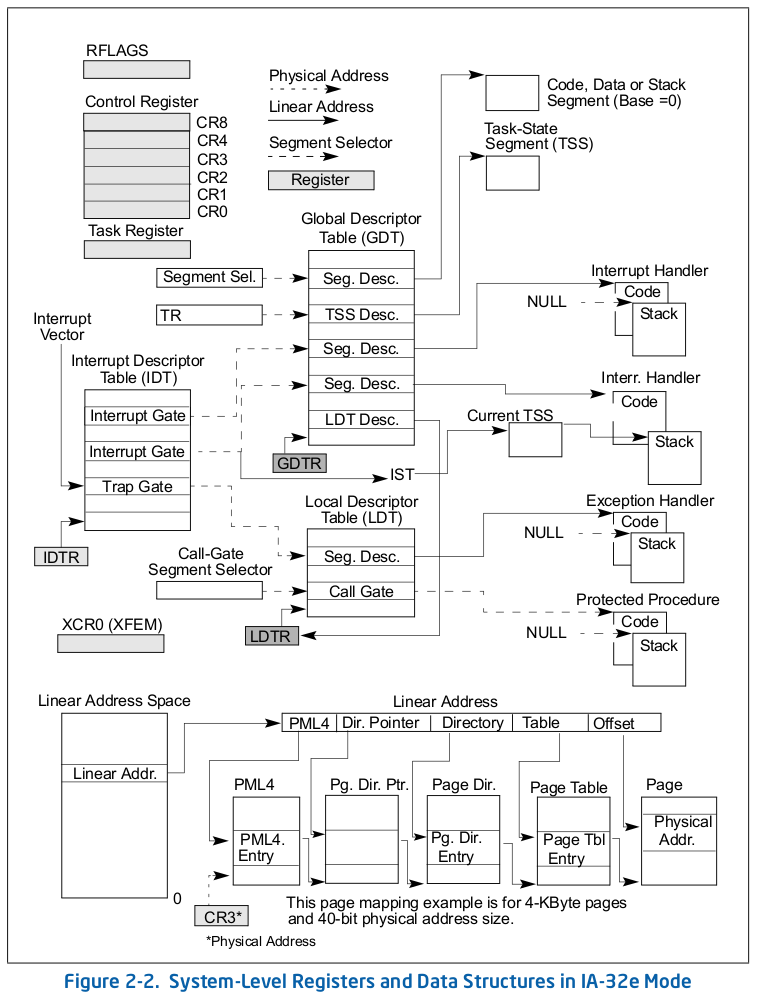 RFLAGS
Control Register
CR8
CR4
CR3
CR2
CR1
CR0
Task Register
Physical Address
Linear Address
Segment Selector
Register
Code, Data or Stack
Segment (Base =0)
Task-State
Segment (TSS)
Global Descriptor
Table (GDT)
Segment Sel.
Seg. Desc.
TR
TSS Desc.
Seg. Desc.
Seg. Desc.
LDT Desc.
GDTR
Interrupt Handler
Code
NULL
Stack
Interrupt
Vector
Interrupt Descriptor
Table (IDT)
Interrupt Gate
Interrupt Gate
Trap Gate
IDTR
Interr. Handler
Code
Current TSS
Stack
IST
Local Descriptor
Table (LDT)
Seg. Desc.
Call Gate
Call-Gate
Segment Selector
LDTR
Exception Handler
Code
NULL
Stack
Protected Procedure
Code
NULL
Stack
XCR0 (XFEM)
Linear Address Space
Linear Addr.
0
Linear Address
PML4 Dir. Pointer Directory Table Offset
PML4 Pg. Dir. Ptr. Page Dir. Page Table Page
PML4.
Entry
Pg. Dir.
Entry
Page Tbl
Entry
Physical
Addr.
CR3*
This page mapping example is for 4-KByte pages
and 40-bit physical address size.
*Physical Address
Figure 2-2. System-Level Registers and Data Structures in IA-32e Mode